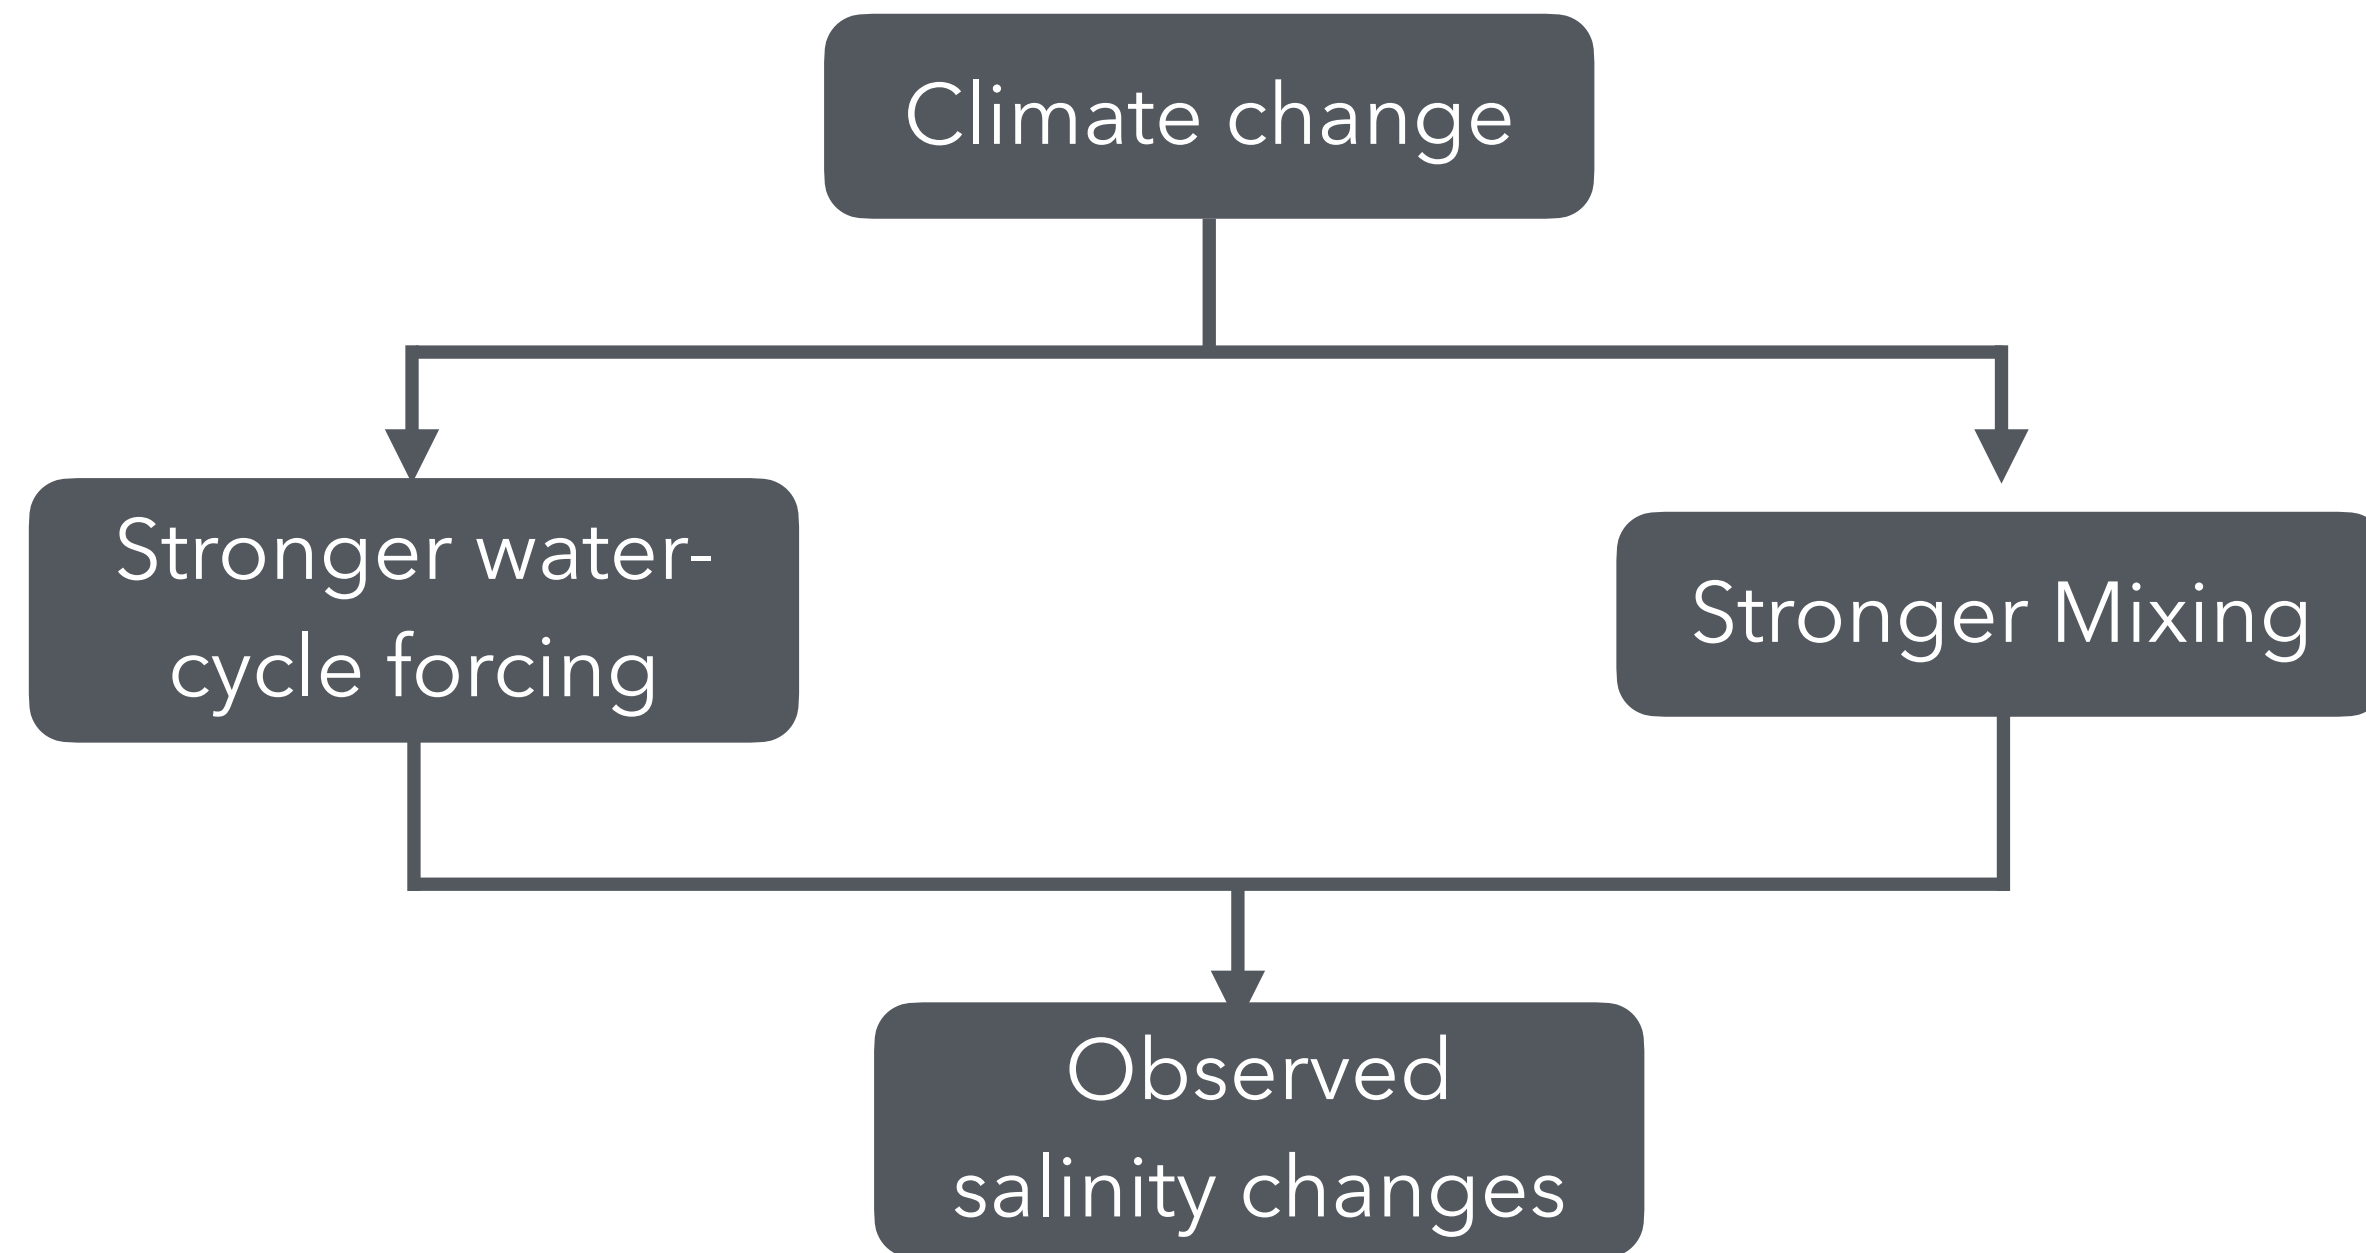 Climate change
Stronger water-
cycle forcing
Stronger Mixing
Observed
salinity changes